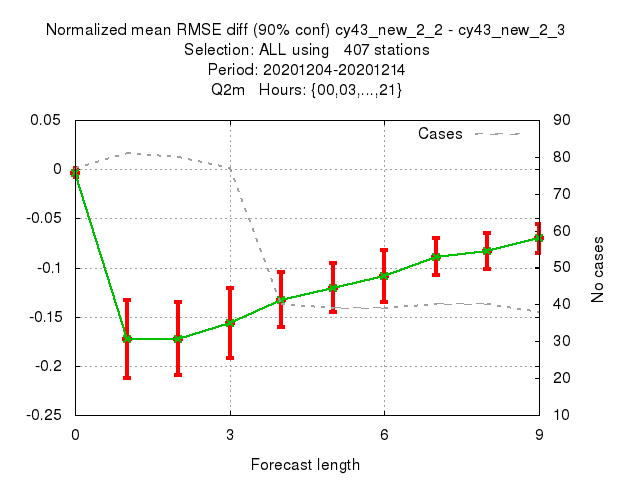 Normalized mean RMSE diff (90% conf) cy43_new_2_2 - cy43_new_2_3
Selection: ALL using   407 stations
Period: 20201204-20201214
Q2m   Hours: {00,03,...,21}
Cases
0.05
0
-0.05
-0.1
-0.15
-0.2
-0.25
90
80
70
60
50
40
30
20
10
No cases
0
3
6
9
Forecast length